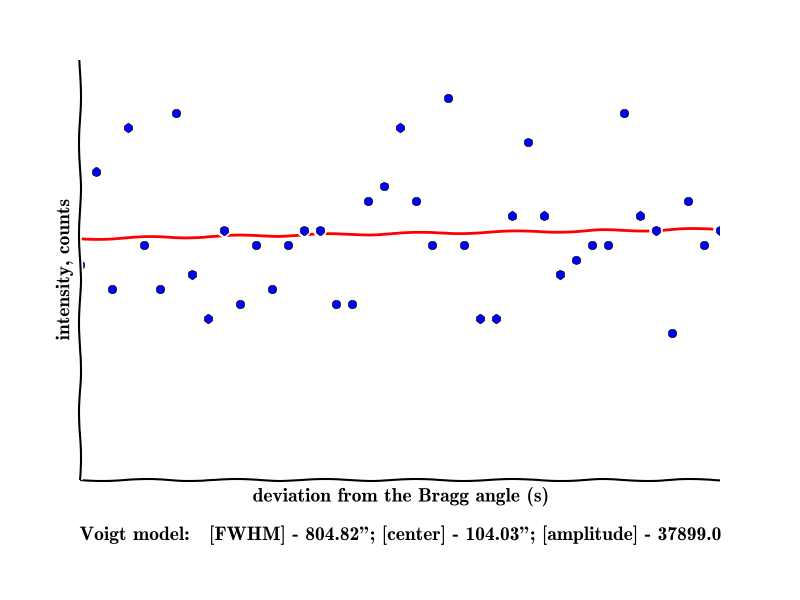 intensity, counts
deviation from the Bragg angle (s)
Voigt model: [FWHM] - 804.82”; [center] - 104.03”; [amplitude] - 37899.0